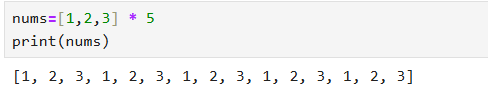 nums=[1,2,3] * 5
print(nums)
[1, 2, 3, 1, 2, 3, 1, 2, 3, 1, 2, 3, 1, 2, 3]